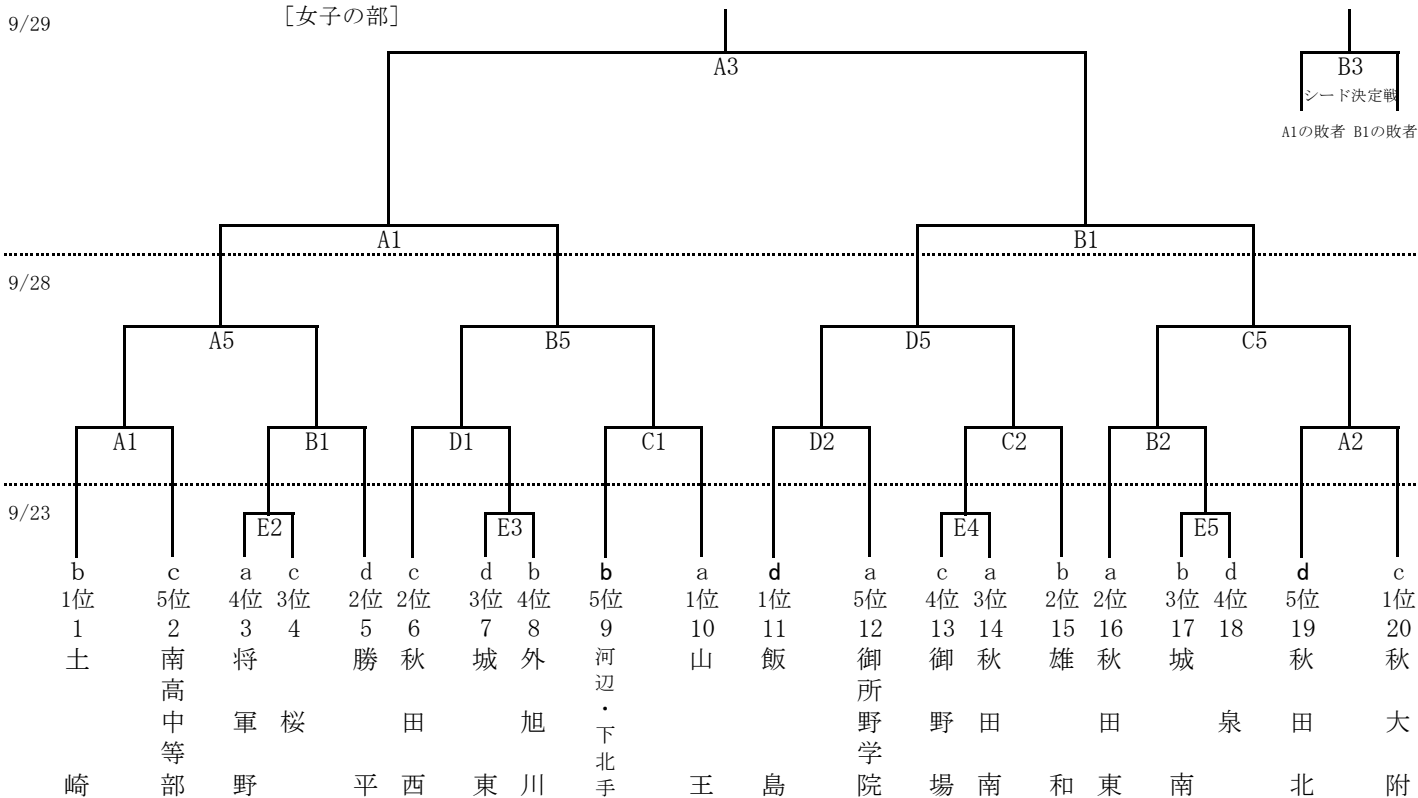 9/29
[女子の部]
A3
B3
シード決定戦
A1の敗者 B1の敗者
A1
B1
9/28
A5
B5
D5
C5
A1
B1
D1
C1
D2
C2
B2
A2
9/23
E2
E3
E4
E5
b c a c d c d b b a d a c a b a b d d c
1位 5位 4位 3位 2位 2位 3位 4位 5位 1位 1位 5位 4位 3位 2位 2位 3位 4位 5位 1位
1 2 3 4 5 6 7 8 9 10 11 12 13 14 15 16 17 18 19 20
土崎
南高中等部
将軍野
桜
勝平
秋田西
城東
外旭川
河辺・下北手
山王
飯島
御所野学院
御野場
秋田南
雄和
秋田東
城南
泉
秋田北
秋大附